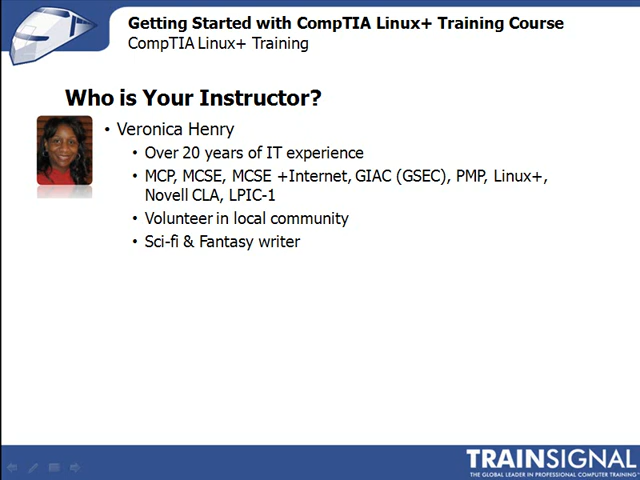 Getting Started with CompTIA Linux+ Training Course
CompTIA Linux+ Training
Who is Your Instructor?
• Veronica Henry
• Over 20 years of IT experience
• MCP, MCSE, MCSE +Internet, GIAC (GSEC), PMP, Linux+,
Novell CLA, LPIC-1
• Volunteer in local community
• Sci-fi & Fantasy writer
TRAINSIGNAL
THE GLOBAL LEADER IN PROFESSIONAL COMPUTER TRAINING